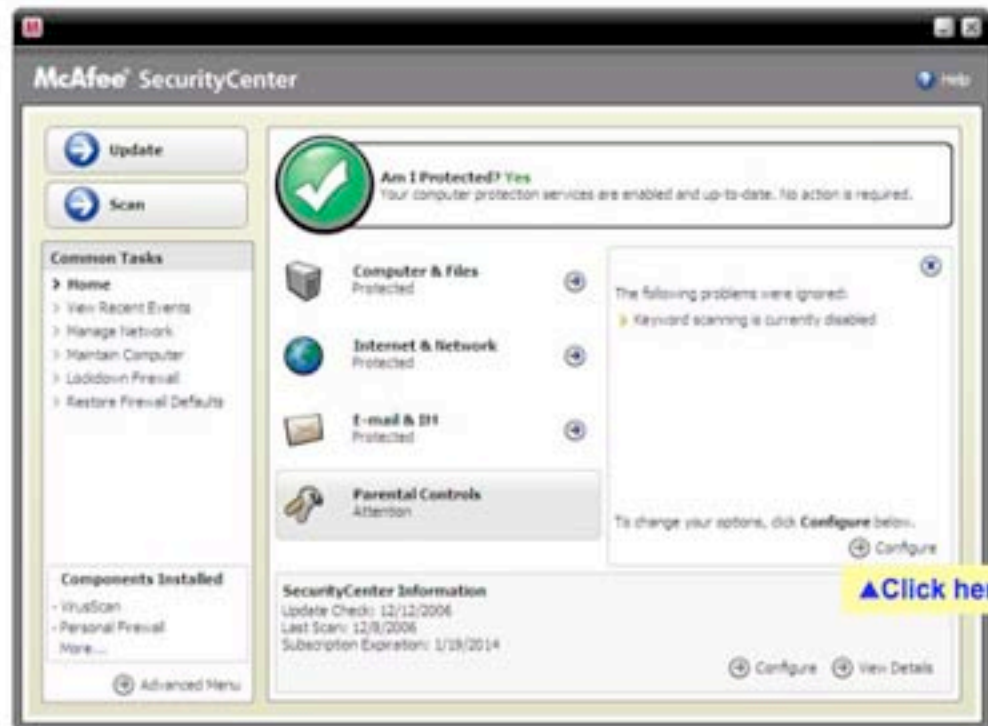 McAfee® SecurityCenter
Help
Update
Scan
Common Tasks
Home
View Recent Events
Manage Network
Maintain Computer
Lockdown Firewall
Restore Firewall Defaults
Components Installed
- VirusScan
- Personal Firewall
More...
Advanced Menu
Am I Protected? Yes
Your computer protection services are enabled and up-to-date. No action is required.
Computer & Files
Protected
Internet & Network
Protected
E-mail & IM
Protected
Parental Controls
Attention
The following problems were ignored:
Keyword scanning is currently disabled
To change your options, click Configure below.
Configure
▲Click her
SecurityCenter Information
Update Check: 12/12/2006
Last Scan: 12/8/2006
Subscription Expiration: 1/19/2014
Configure
View Details